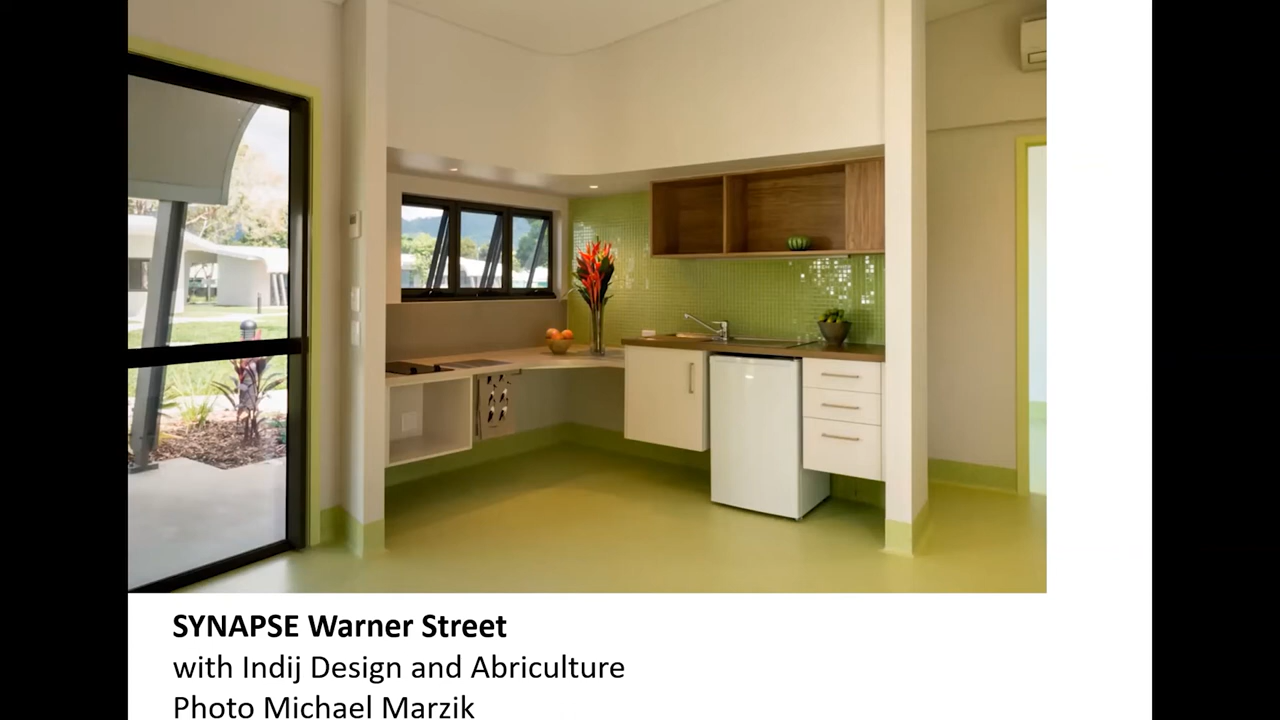 SYNAPSE Warner Street
with Indij Design and Abriculture
Photo Michael Marzik